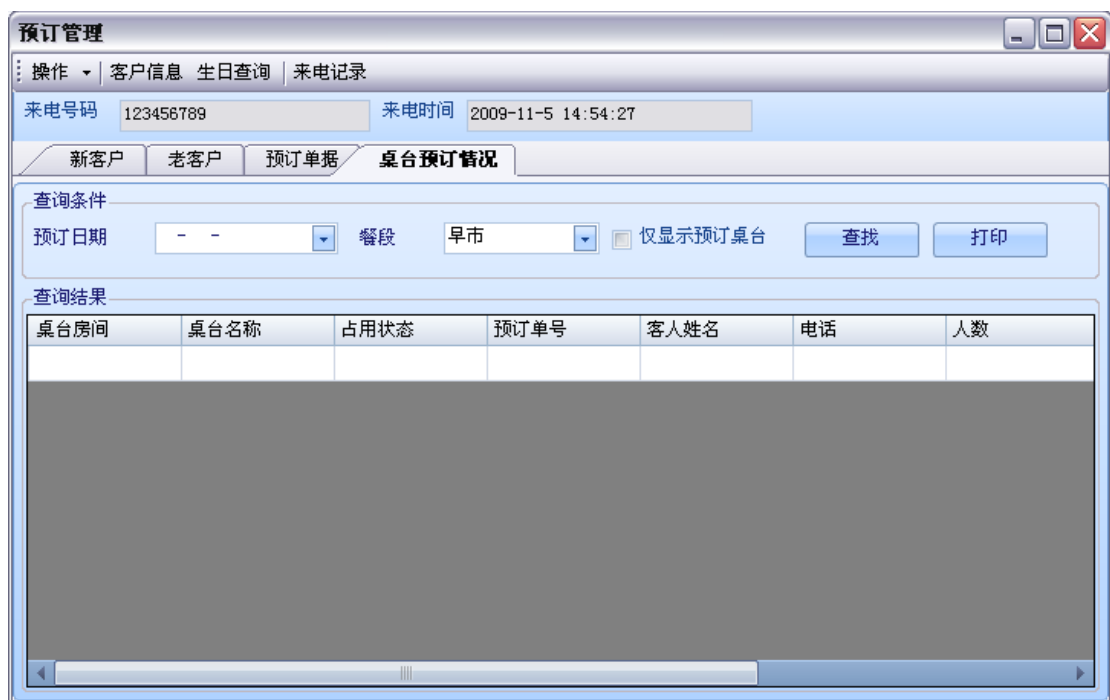 预订管理
操作 客户信息 生日查询 来电记录
来电号码 123456789 来电时间 2009-11-5 14:54:27
新客户 老客户 预订单据 桌台预订情况
查询条件
预订日期 - - 餐段 早市 仅显示预订桌台 查找 打印
查询结果
桌台房间 桌台名称 占用状态 预订单号 客人姓名 电话 人数